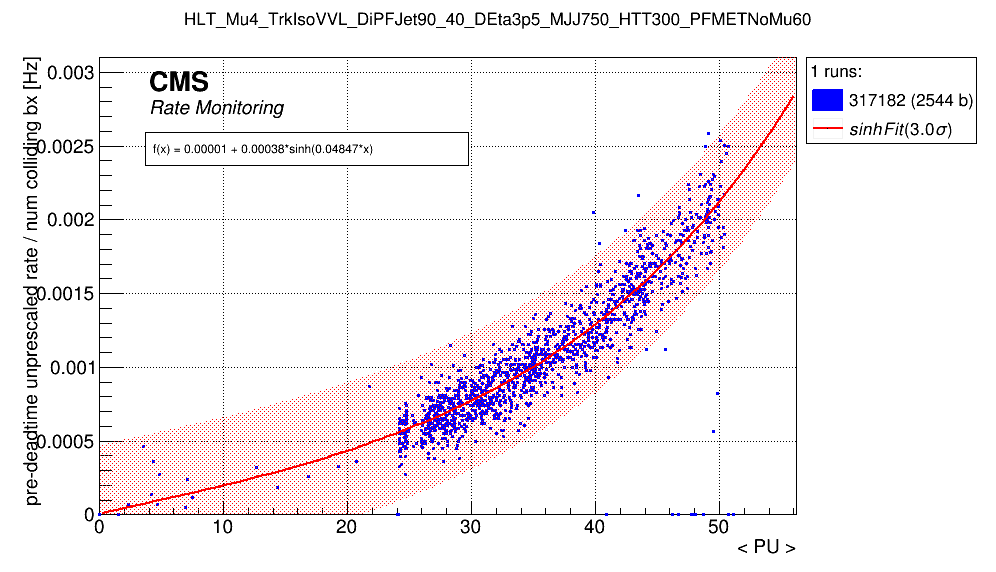 HLT_Mu4_TrkIsoVVL_DiPFJet90_40_DEta3p5_MJJ750_HTT300_PFMETNoMu60
pre-deadtime unprescaled rate / num colliding bx [Hz]
0.003
0.0025
0.002
0.0015
0.001
0.0005
0
CMS
Rate Monitoring
f(x) = 0.00001 + 0.00038*sinh(0.04847*x)
1 runs:
317182 (2544 b)
sinhFit(3.0σ)
0 10 20 30 40 50
< PU >